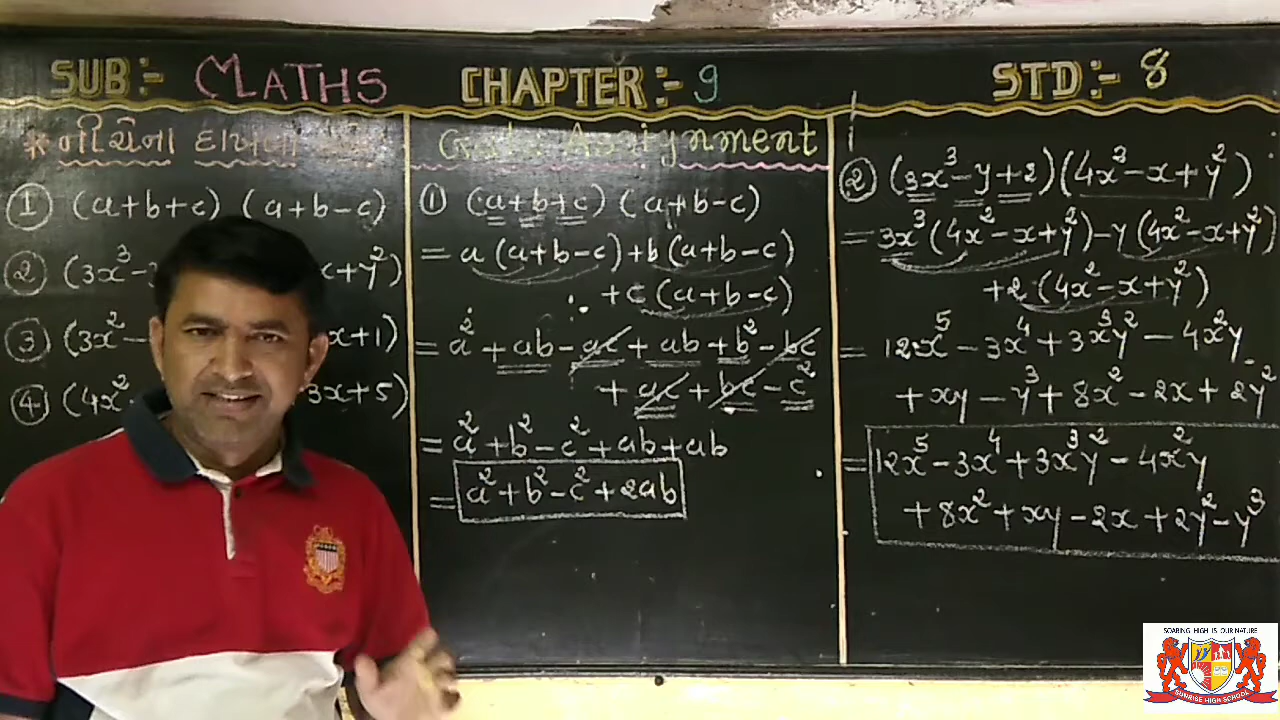 SUB:- MATHS CHAPTER:- 9 STD:- 8
* નીચેના દાખલા
① (a+b+c) (a+b-c)
② (3x³- x+y²)
③ (3x²- x+1)
④ (4x² 3x+5)
Assignment
① (a+b+c) (a+b-c)
= a(a+b-c)+b(a+b-c)
+c(a+b-c)
= a²+ab-ac+ab+b²-bc
+ac+bc-c²
= a²+b²-c²+ab+ab
= a²+b²-c²+2ab
② (3x³-y+2)(4x²-x+y²)
= 3x³(4x²-x+y²)-y(4x²-x+y²)
+2(4x²-x+y²)
= 12x⁵-3x⁴+3x³y²-4x²y
+xy-y³+8x²-2x+2y²
= 12x⁵-3x⁴+3x³y²-4x²y
+8x²+xy-2x+2y²-y³
SOARING HIGH IS OUR NATURE
SUNRISE HIGH SCHOOL